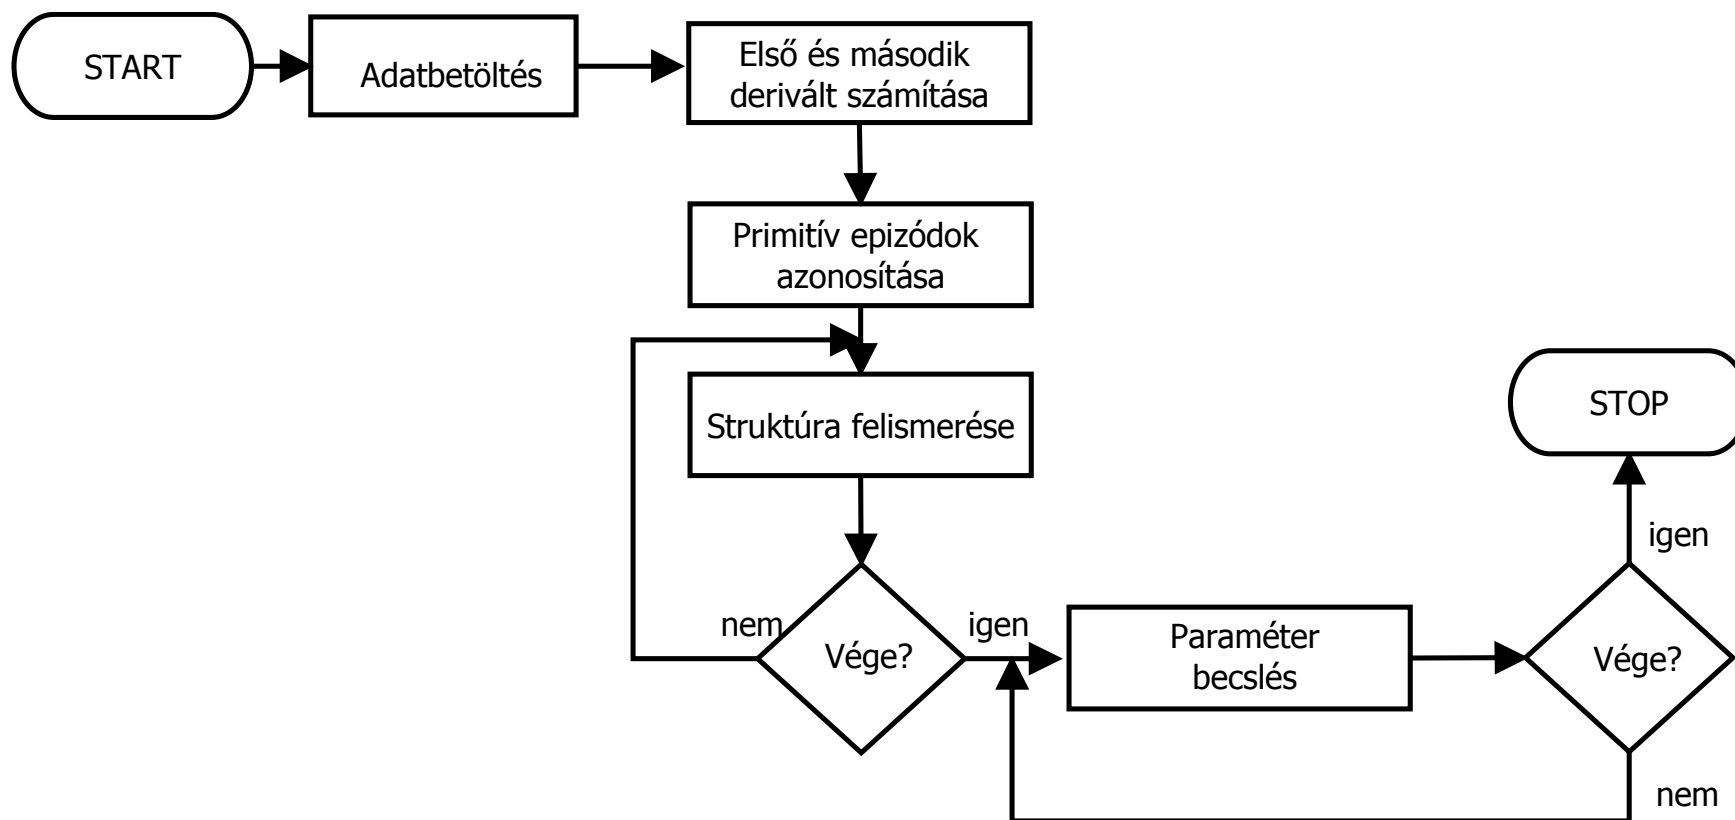 START
Adatbetöltés
Első és második
derivált számítása
Primitív epizódok
azonosítása
Struktúra felismerése
nem
Vége?
igen
Paraméter
becslés
Vége?
igen
STOP
nem